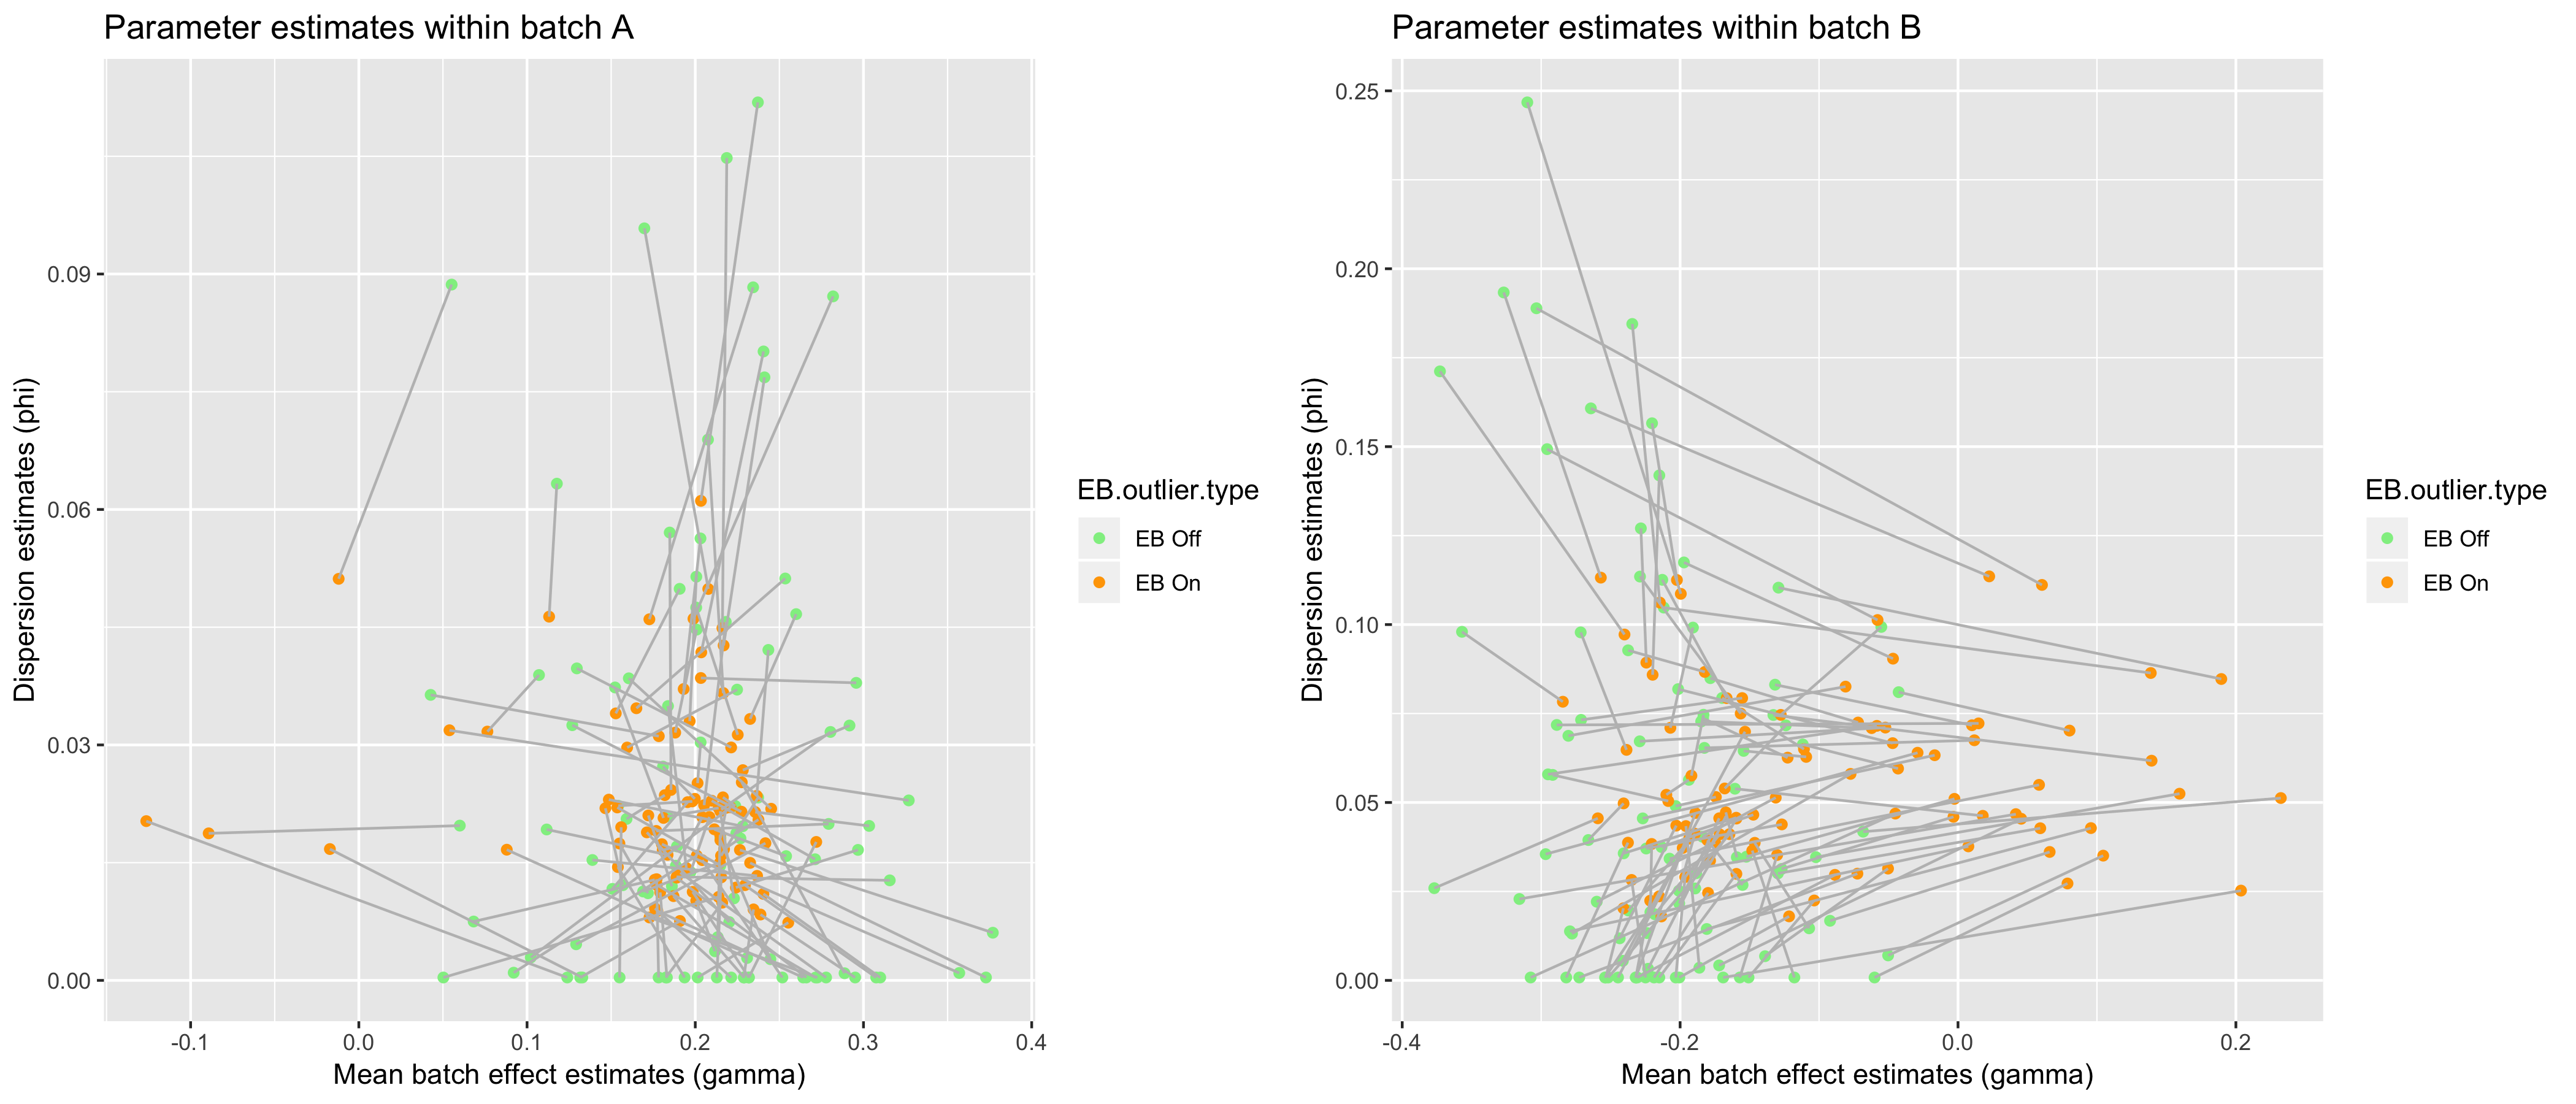 Parameter estimates within batch A
Dispersion estimates (phi)
0.09
0.06
0.03
0.00
-0.1
0.0
0.1
0.2
0.3
0.4
Mean batch effect estimates (gamma)
EB.outlier.type
EB Off
EB On
Parameter estimates within batch B
Dispersion estimates (phi)
0.25
0.20
0.15
0.10
0.05
0.00
-0.4
-0.2
0.0
0.2
Mean batch effect estimates (gamma)
EB.outlier.type
EB Off
EB On